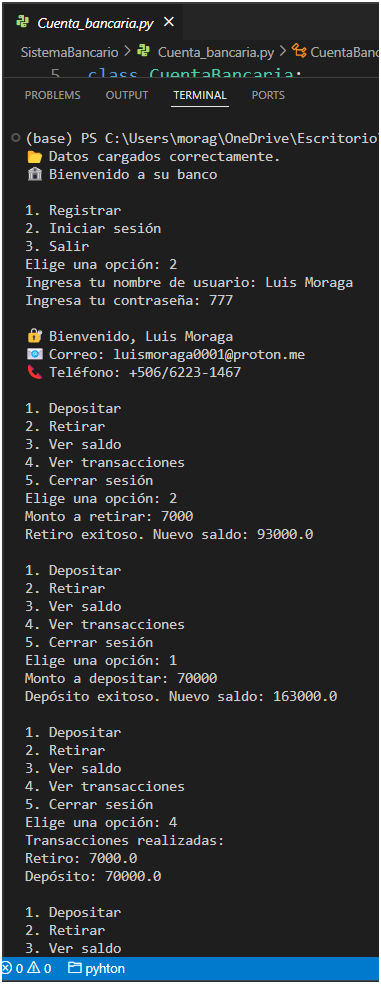 Cuenta_bancaria.py
SistemaBancario > Cuenta_bancaria.py > CuentaBanc
5 class CuentaBancaria:
PROBLEMS OUTPUT TERMINAL PORTS
(base) PS C:\Users\morag\OneDrive\Escritorio\
📂 Datos cargados correctamente.
🏦 Bienvenido a su banco
1. Registrar
2. Iniciar sesión
3. Salir
Elige una opción: 2
Ingresa tu nombre de usuario: Luis Moraga
Ingresa tu contraseña: 777
🔐 Bienvenido, Luis Moraga
📧 Correo: luismoraga0001@proton.me
📞 Teléfono: +506/6223-1467
1. Depositar
2. Retirar
3. Ver saldo
4. Ver transacciones
5. Cerrar sesión
Elige una opción: 2
Monto a retirar: 7000
Retiro exitoso. Nuevo saldo: 93000.0
1. Depositar
2. Retirar
3. Ver saldo
4. Ver transacciones
5. Cerrar sesión
Elige una opción: 1
Monto a depositar: 70000
Depósito exitoso. Nuevo saldo: 163000.0
1. Depositar
2. Retirar
3. Ver saldo
4. Ver transacciones
5. Cerrar sesión
Elige una opción: 4
Transacciones realizadas:
Retiro: 7000.0
Depósito: 70000.0
1. Depositar
2. Retirar
3. Ver saldo
0 0 pyhton